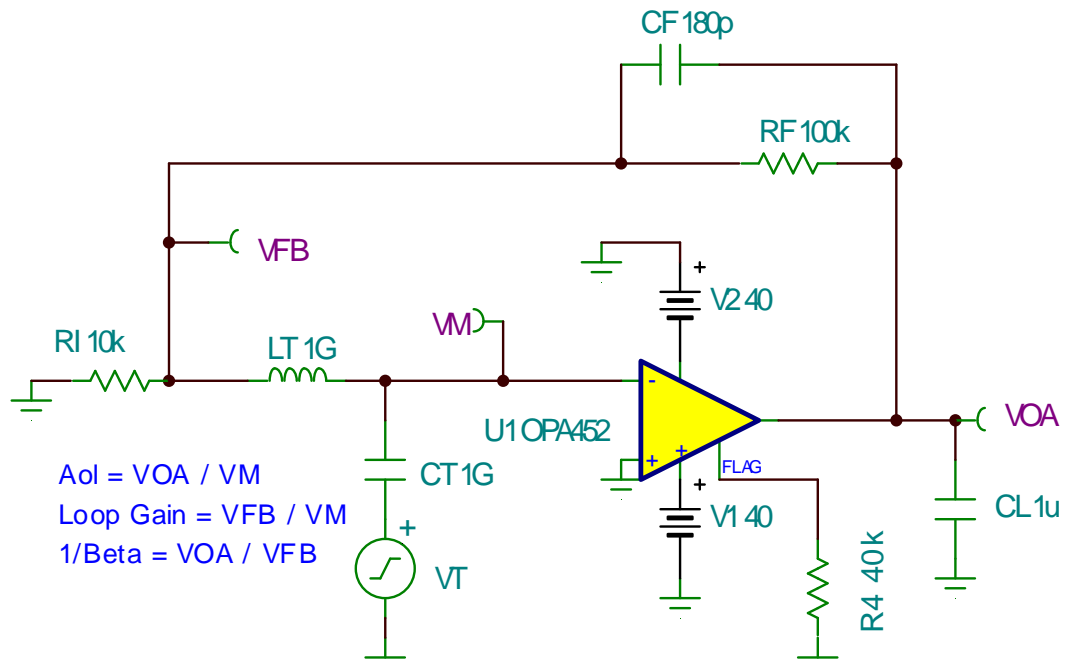 CF 180p
RF 100k
VFB
V2 40
VM
RI 10k
LT 1G
-
U1 OPA452
+
+
+
FLAG
VOA
Aol = VOA / VM
Loop Gain = VFB / VM
1/Beta = VOA / VFB
CT 1G
+
V1 40
CL 1u
+
VT
R4 40k